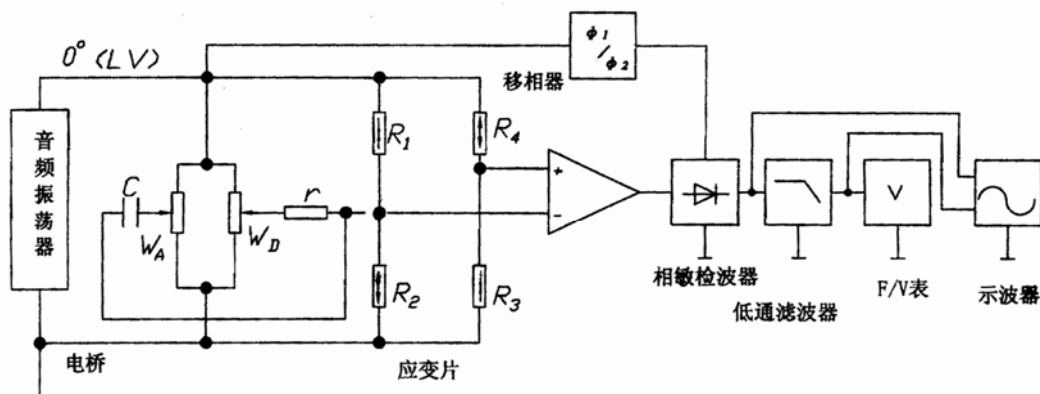 0° (LV)
Φ1/Φ2
移相器
音频振荡器
C
W_A
W_D
r
R1
R4
R2
R3
+
-
V
相敏检波器
低通滤波器
F/V表
示波器
电桥
应变片